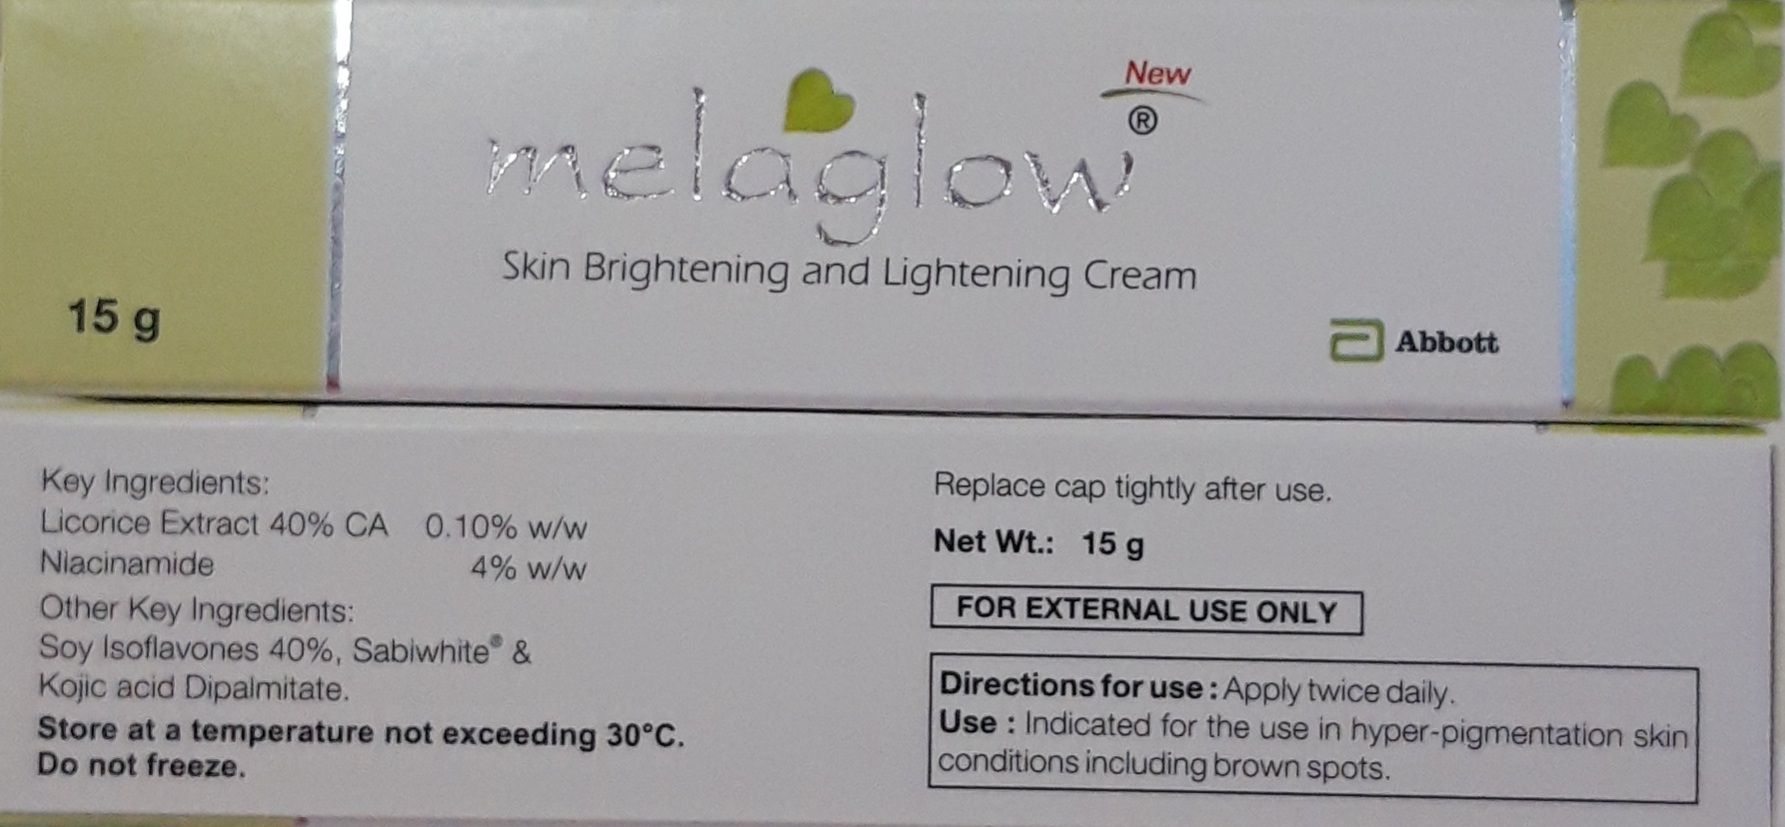 New
melaglow®
Skin Brightening and Lightening Cream
15 g
Abbott
Key Ingredients:
Licorice Extract 40% CA 0.10% w/w
Niacinamide 4% w/w
Other Key Ingredients:
Soy Isoflavones 40%, Sabiwhite® &
Kojic acid Dipalmitate.
Store at a temperature not exceeding 30°C.
Do not freeze.
Replace cap tightly after use.
Net Wt.: 15 g
FOR EXTERNAL USE ONLY
Directions for use : Apply twice daily.
Use : Indicated for the use in hyper-pigmentation skin
conditions including brown spots.